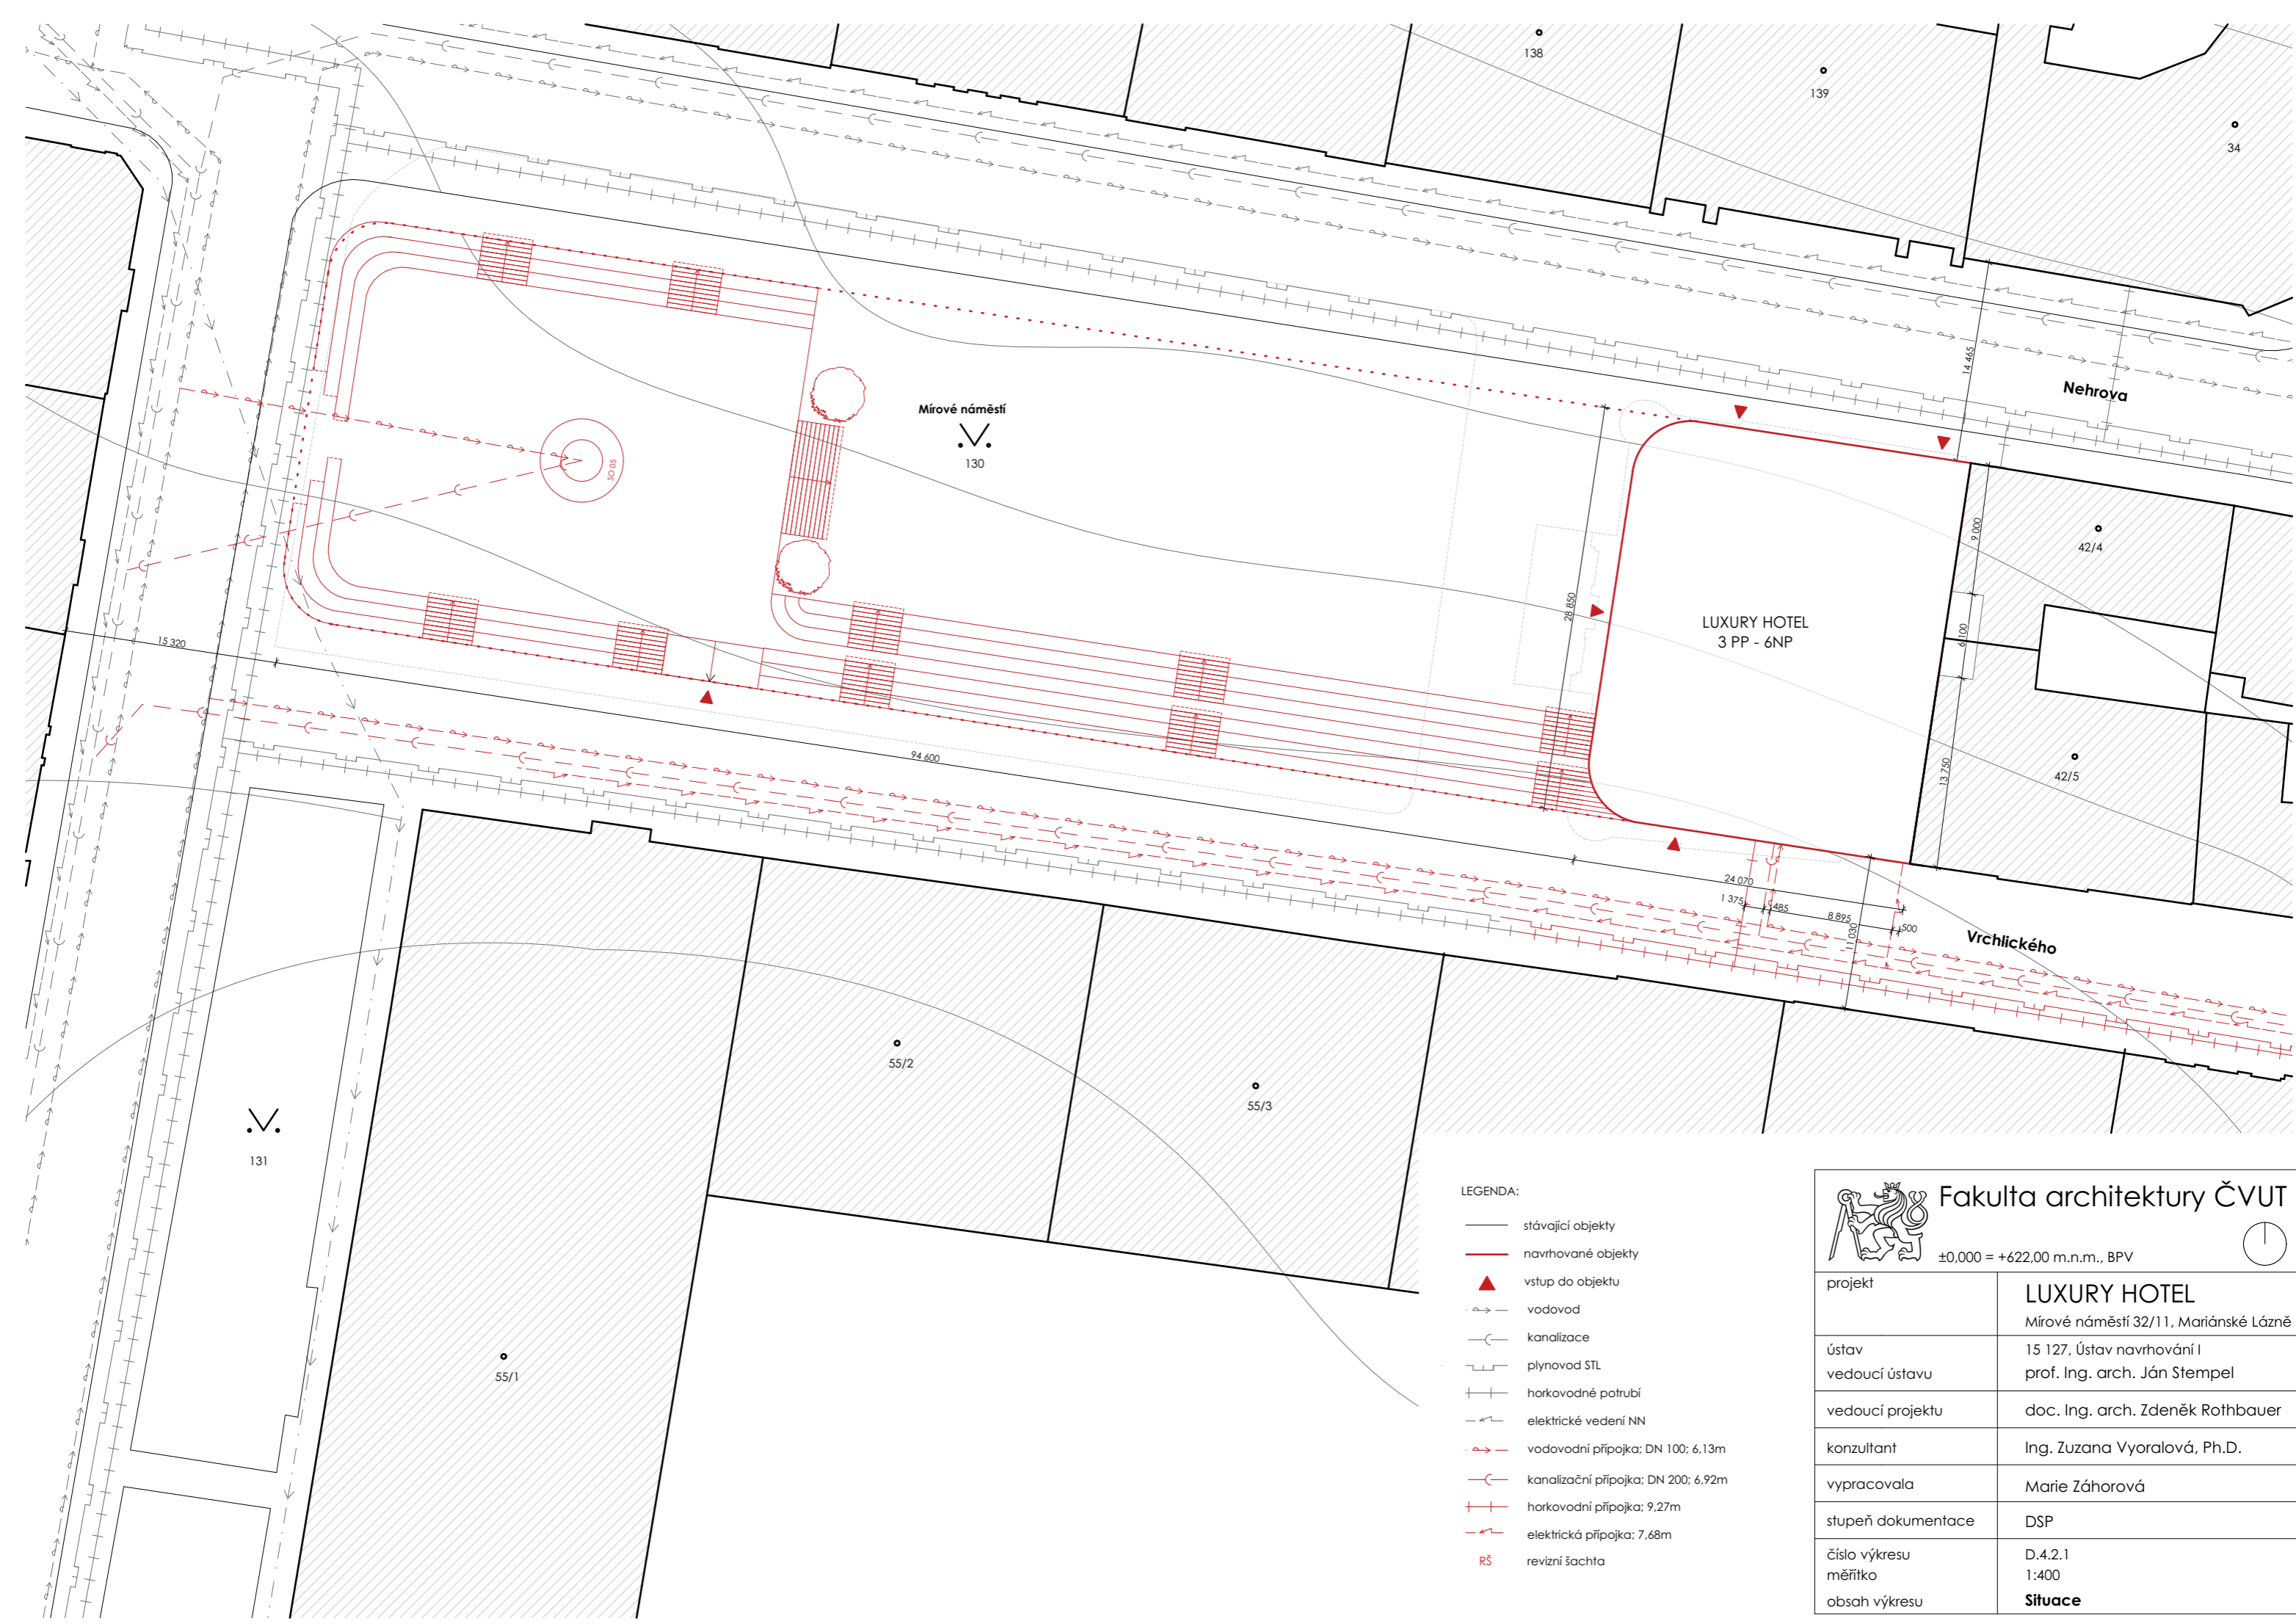 138
139
34
Mírové náměstí
130
Nehrova
14 465
SO 05
28 850
9 000
42/4
LUXURY HOTEL
3 PP - 6NP
6 100
15 320
94 600
13 750
42/5
24 070
1 375
485
8 895
500
11 030
Vrchlického
55/2
55/3
131
55/1
LEGENDA:
stávající objekty
navrhované objekty
vstup do objektu
vodovod
kanalizace
plynovod STL
horkovodné potrubí
elektrické vedení NN
vodovodní přípojka; DN 100; 6,13m
kanalizační přípojka; DN 200; 6,92m
horkovodní přípojka; 9,27m
elektrická přípojka; 7,68m
RŠ revizní šachta
Fakulta architektury ČVUT
±0,000 = +622,00 m.n.m., BPV
projekt LUXURY HOTEL
Mírové náměstí 32/11, Mariánské Lázně
ústav 15 127, Ústav navrhování I
vedoucí ústavu prof. Ing. arch. Ján Stempel
vedoucí projektu doc. Ing. arch. Zdeněk Rothbauer
konzultant Ing. Zuzana Vyoralová, Ph.D.
vypracovala Marie Záhorová
stupeň dokumentace DSP
číslo výkresu D.4.2.1
měřítko 1:400
obsah výkresu Situace